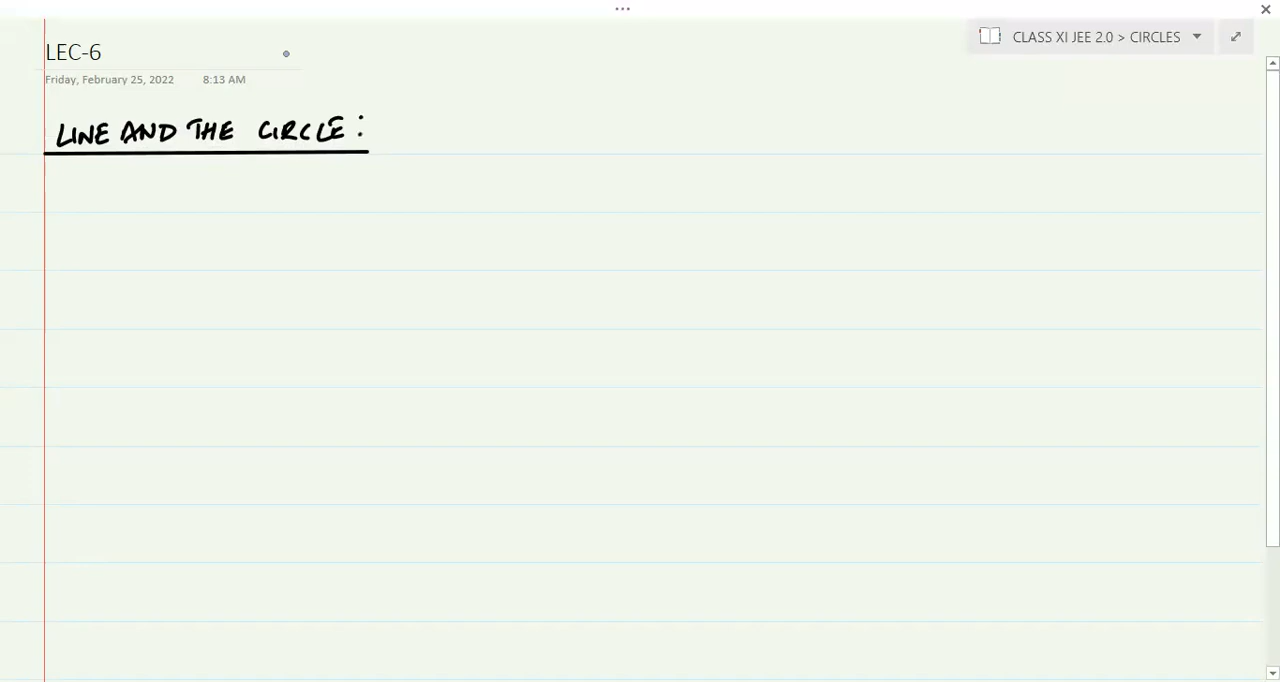 CLASS XI JEE 2.0 > CIRCLES
LEC-6
Friday, February 25, 2022 8:13 AM
LINE AND THE CIRCLE: